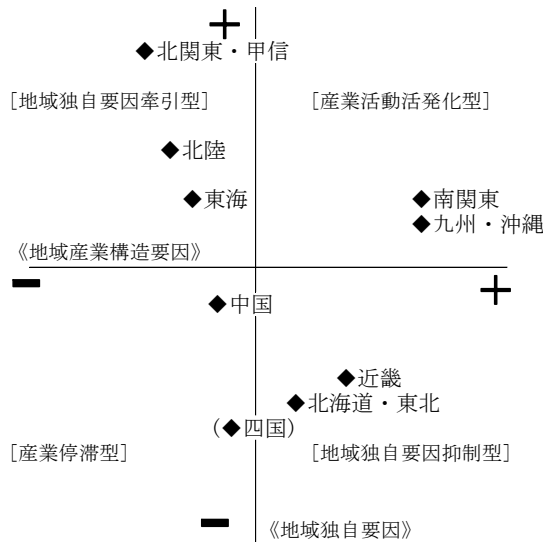 +
◆北関東・甲信
[地域独自要因牽引型]
[産業活動活発化型]
◆北陸
◆東海
◆南関東
◆九州・沖縄
《地域産業構造要因》
−
+
◆中国
◆近畿
◆北海道・東北
(◆四国)
[産業停滞型]
[地域独自要因抑制型]
−
《地域独自要因》